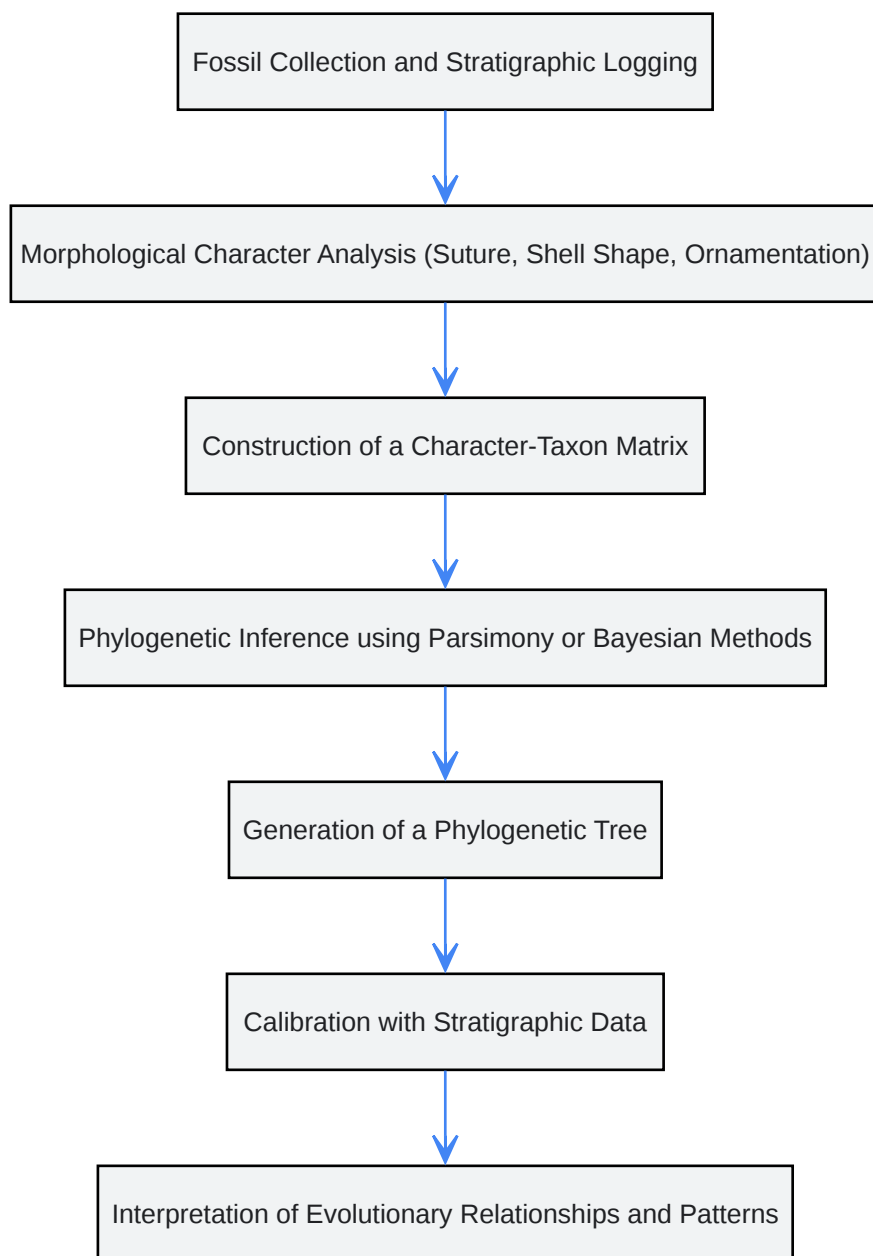 Fossil Collection and Stratigraphic Logging
Morphological Character Analysis (Suture, Shell Shape, Ornamentation)
Construction of a Character-Taxon Matrix
Phylogenetic Inference using Parsimony or Bayesian Methods
Generation of a Phylogenetic Tree
Calibration with Stratigraphic Data
Interpretation of Evolutionary Relationships and Patterns